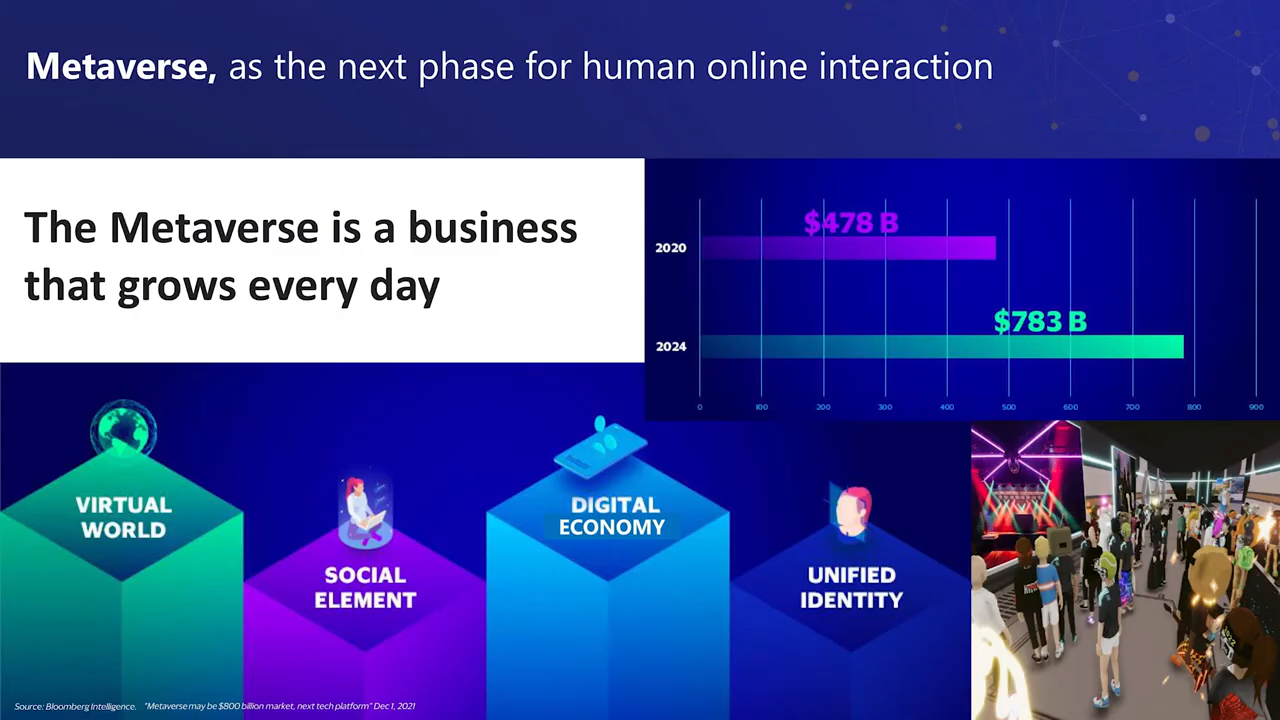 Metaverse, as the next phase for human online interaction
The Metaverse is a business
that grows every day
$478 B
2020
$783 B
2024
0 100 200 300 400 500 600 700 800 900
VIRTUAL
WORLD
SOCIAL
ELEMENT
DIGITAL
ECONOMY
UNIFIED
IDENTITY
Source: Bloomberg Intelligence. "Metaverse may be $800 billion market, next tech platform" Dec 1, 2021